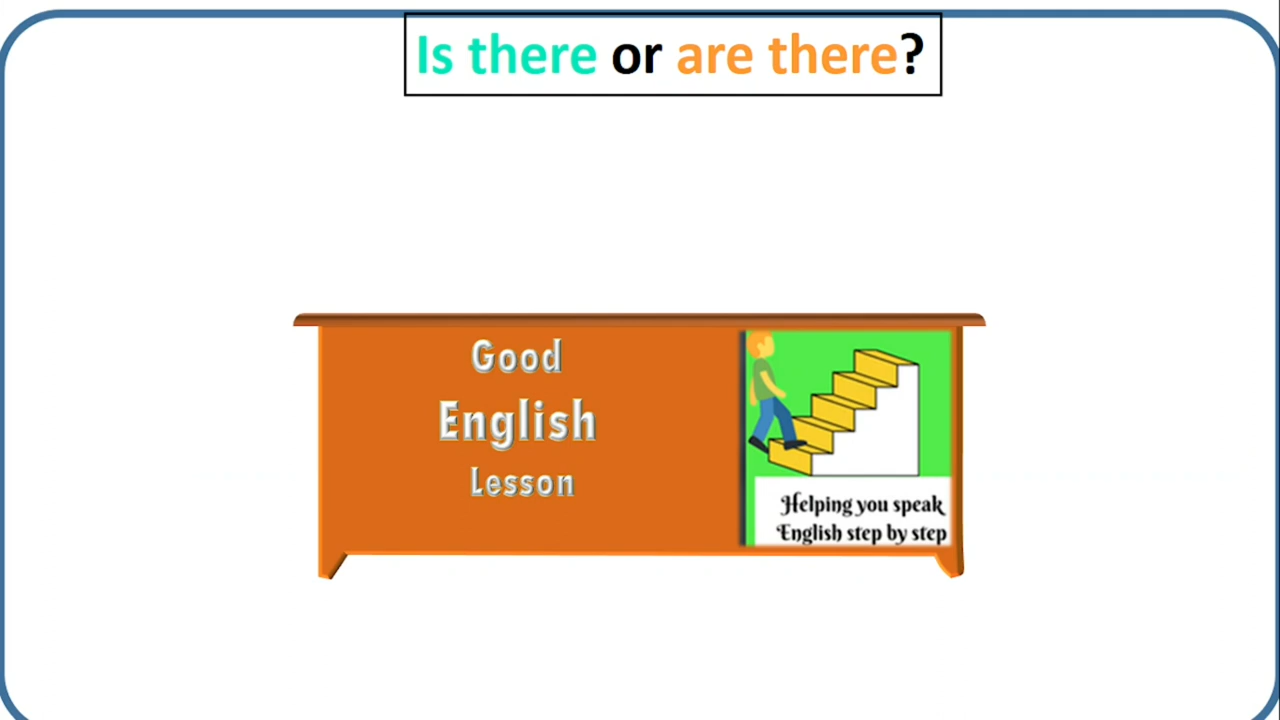 Is there or are there?
Good
English
Lesson
Helping you speak
English step by step